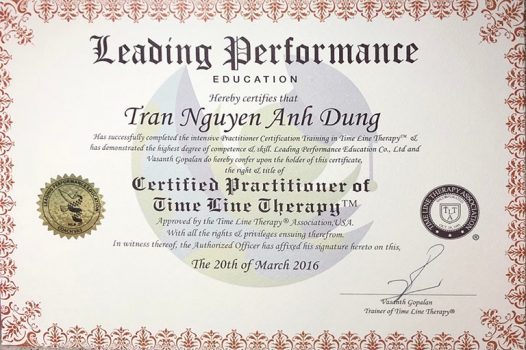 Leading Performance
EDUCATION
Hereby certifies that
Tran Nguyen Anh Dung
Has successfully completed the intensive Practitioner Certification Training in Time Line Therapy™ &
has demonstrated the highest degree of competence & skill. Leading Performance Education Co., Ltd and
Vasanth Gopalan do hereby confer upon the holder of this certificate,
the right & title of
Certified Practitioner of
Time Line Therapy™
Approved by the Time Line Therapy® Association, USA.
With all the rights & privileges ensuing therefrom.
In witness thereof, the Authorized Officer has affixed his signature hereto on this,
The 20th of March 2016
TIME LINE THERAPY ASSOCIATION
TLT
®
Vasanth Gopalan
Trainer of Time Line Therapy®